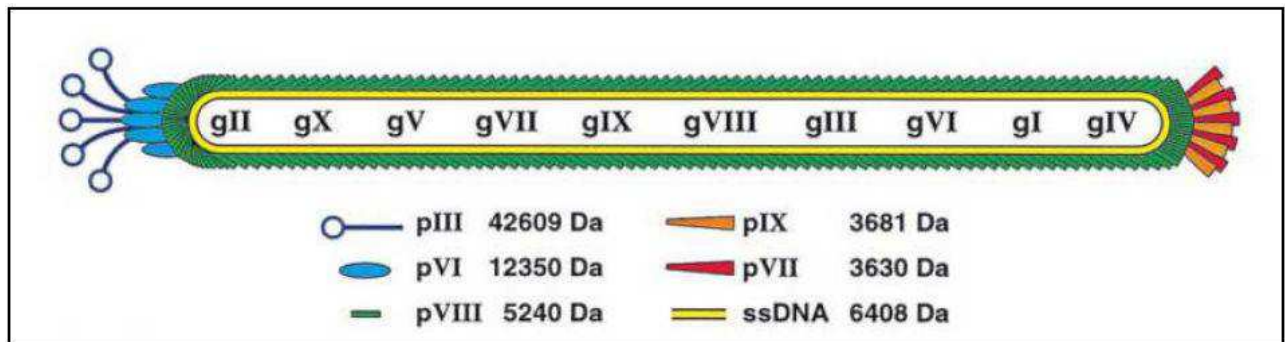 gII gX gV gVII gIX gVIII gIII gVI gI gIV
pIII 42609 Da pIX 3681 Da
pVI 12350 Da pVII 3630 Da
pVIII 5240 Da ssDNA 6408 Da